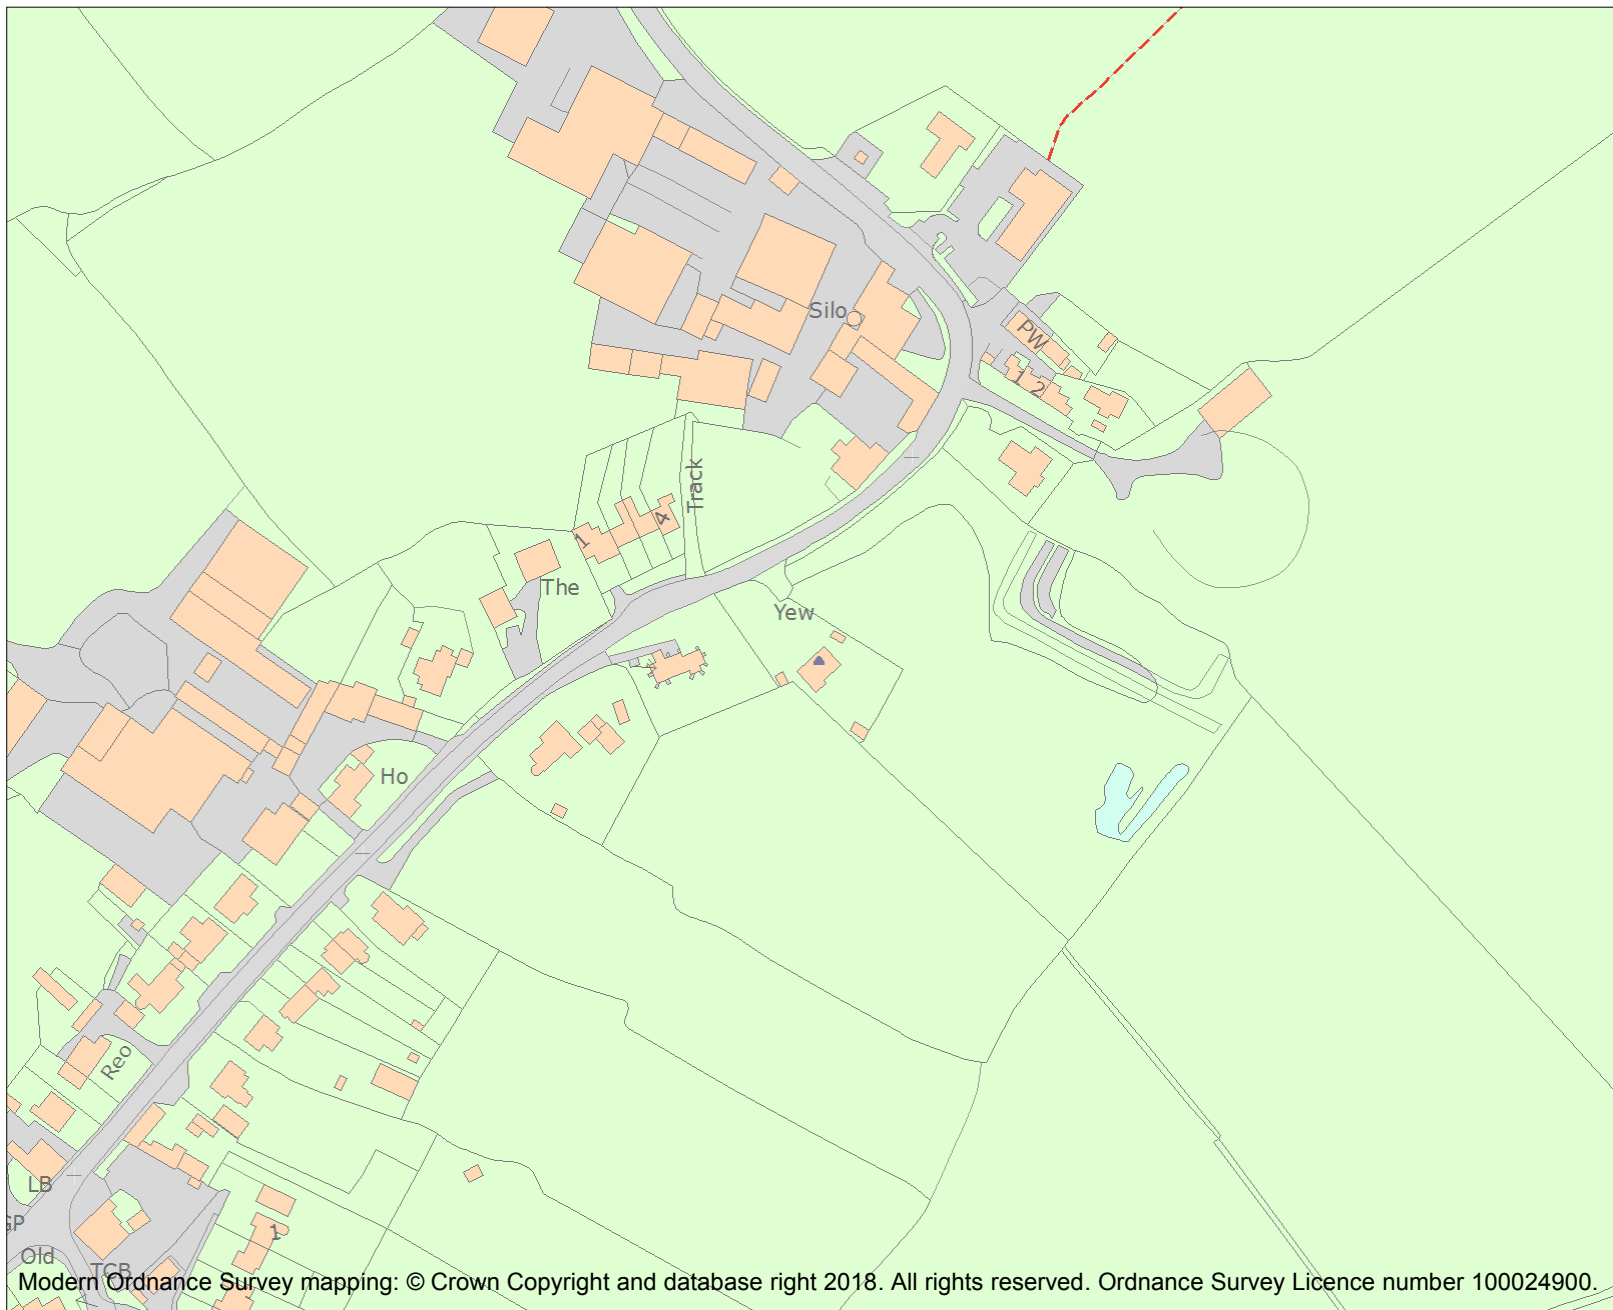 Silo
PW
1 2
Track
4
1
The
Yew
Ho
Reo
LB
GP
1
Old
TCB
Modern Ordnance Survey mapping: © Crown Copyright and database right 2018. All rights reserved. Ordnance Survey Licence number 100024900.